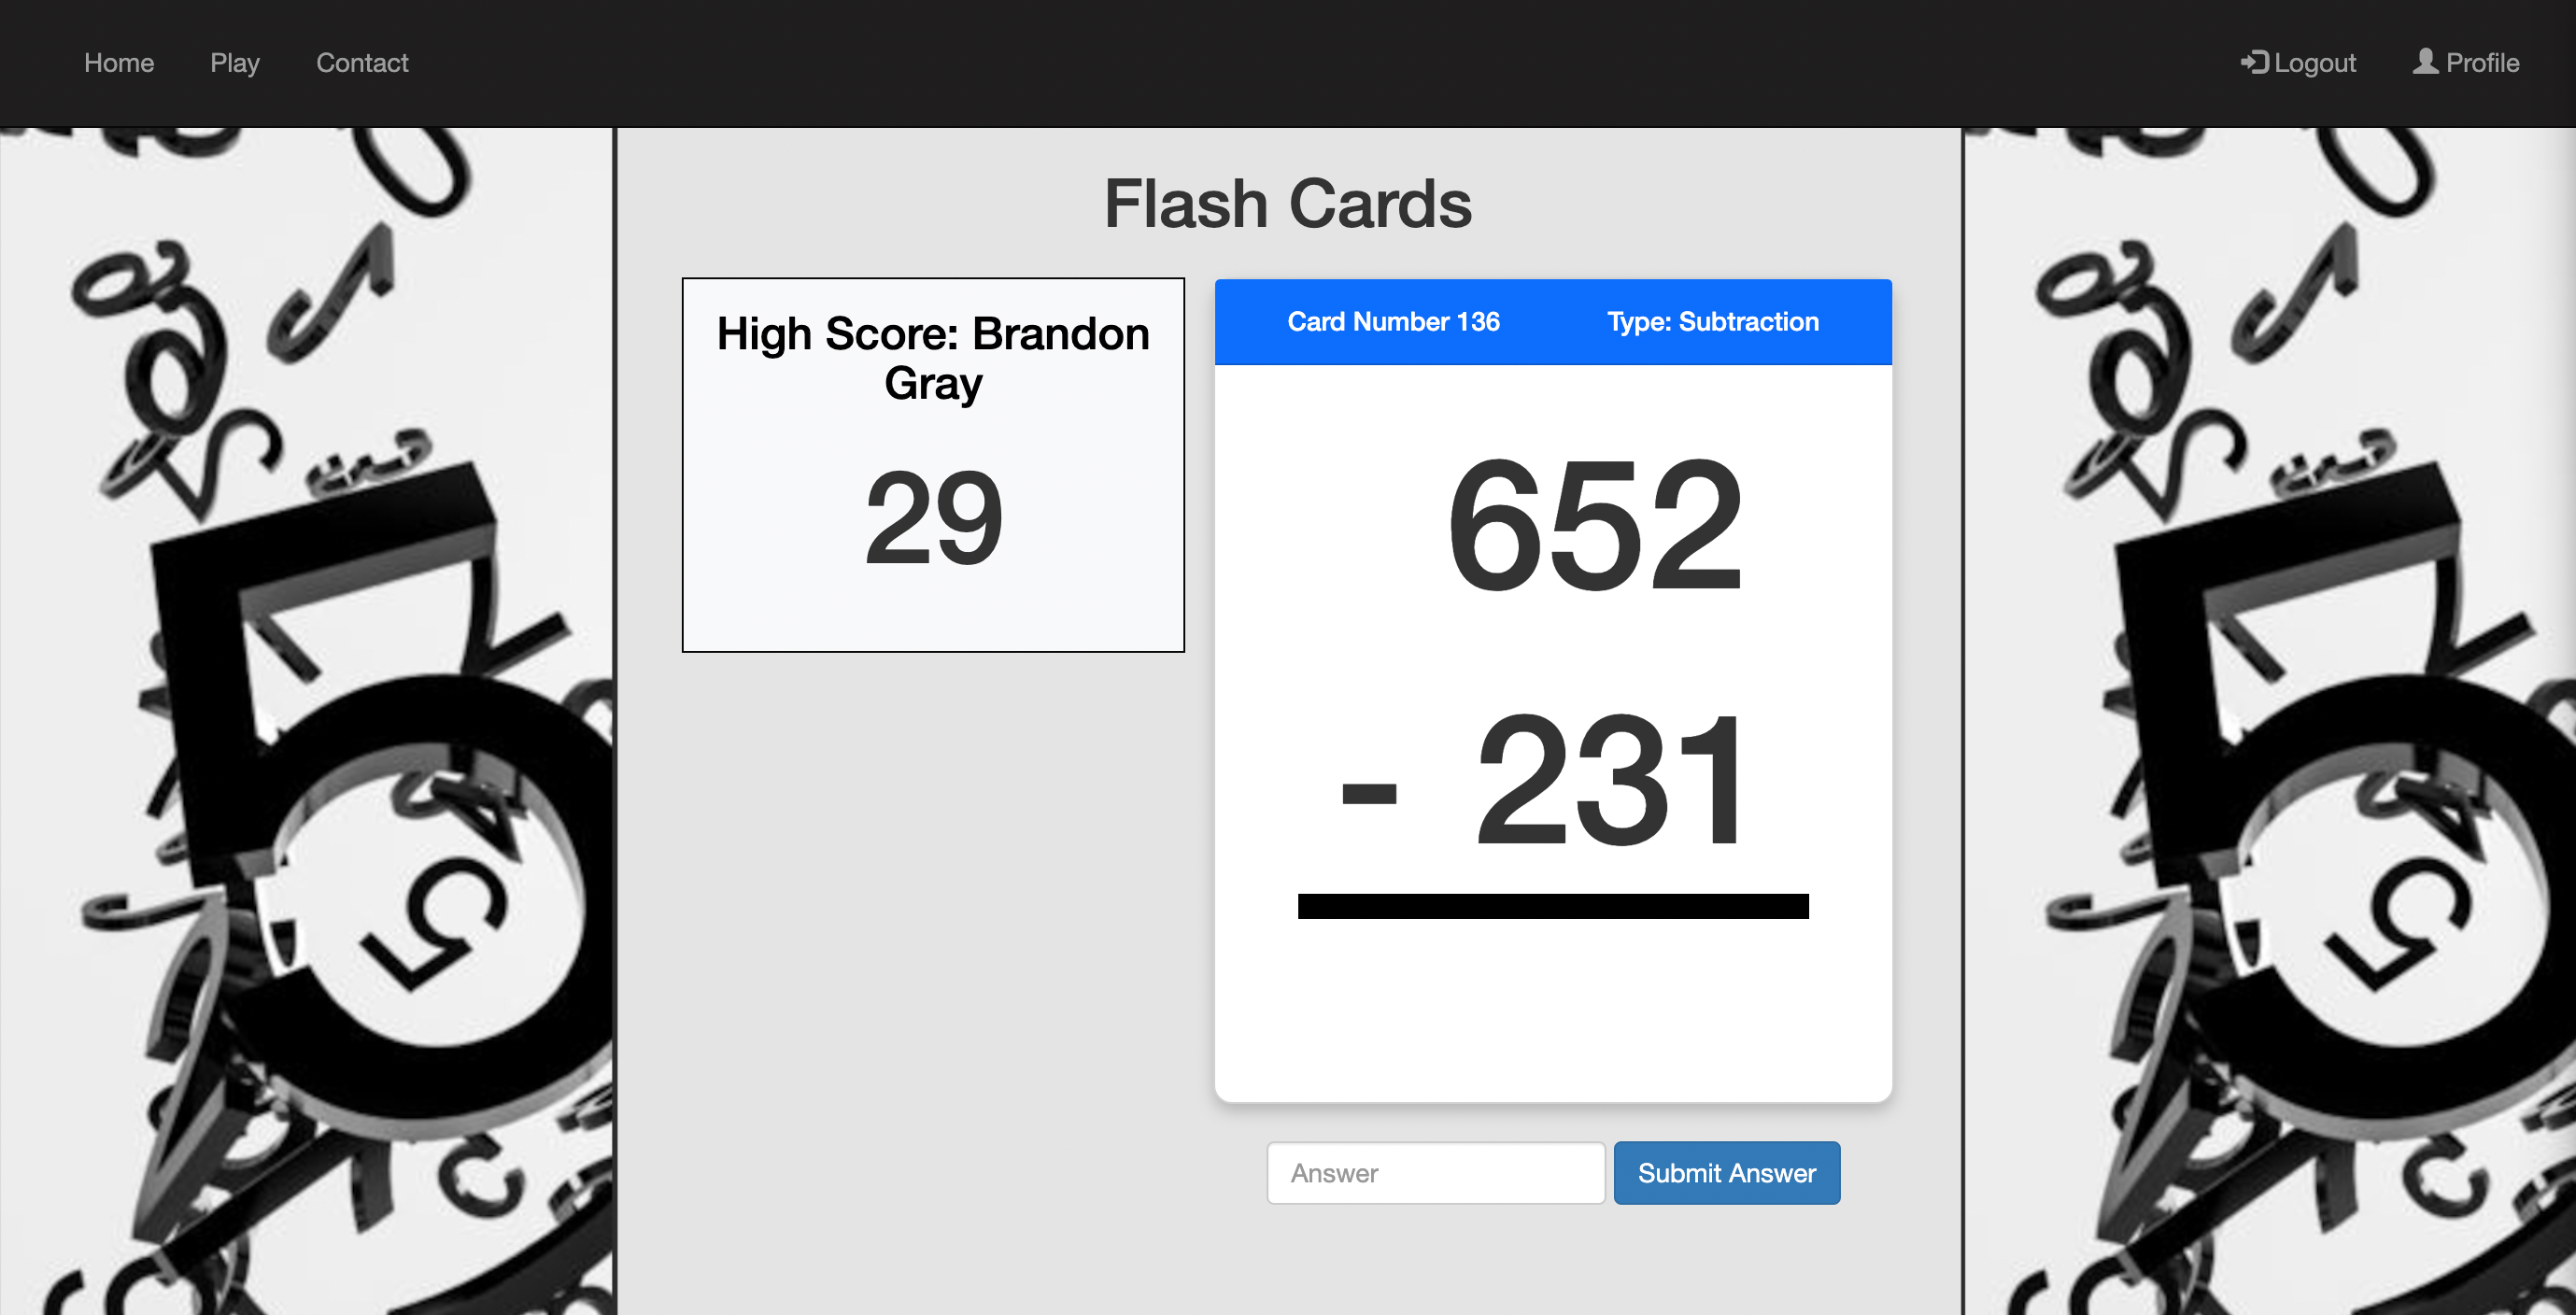 Home Play Contact Logout Profile
Flash Cards
High Score: Brandon
Gray
29
Card Number 136 Type: Subtraction
652
- 231
Answer Submit Answer